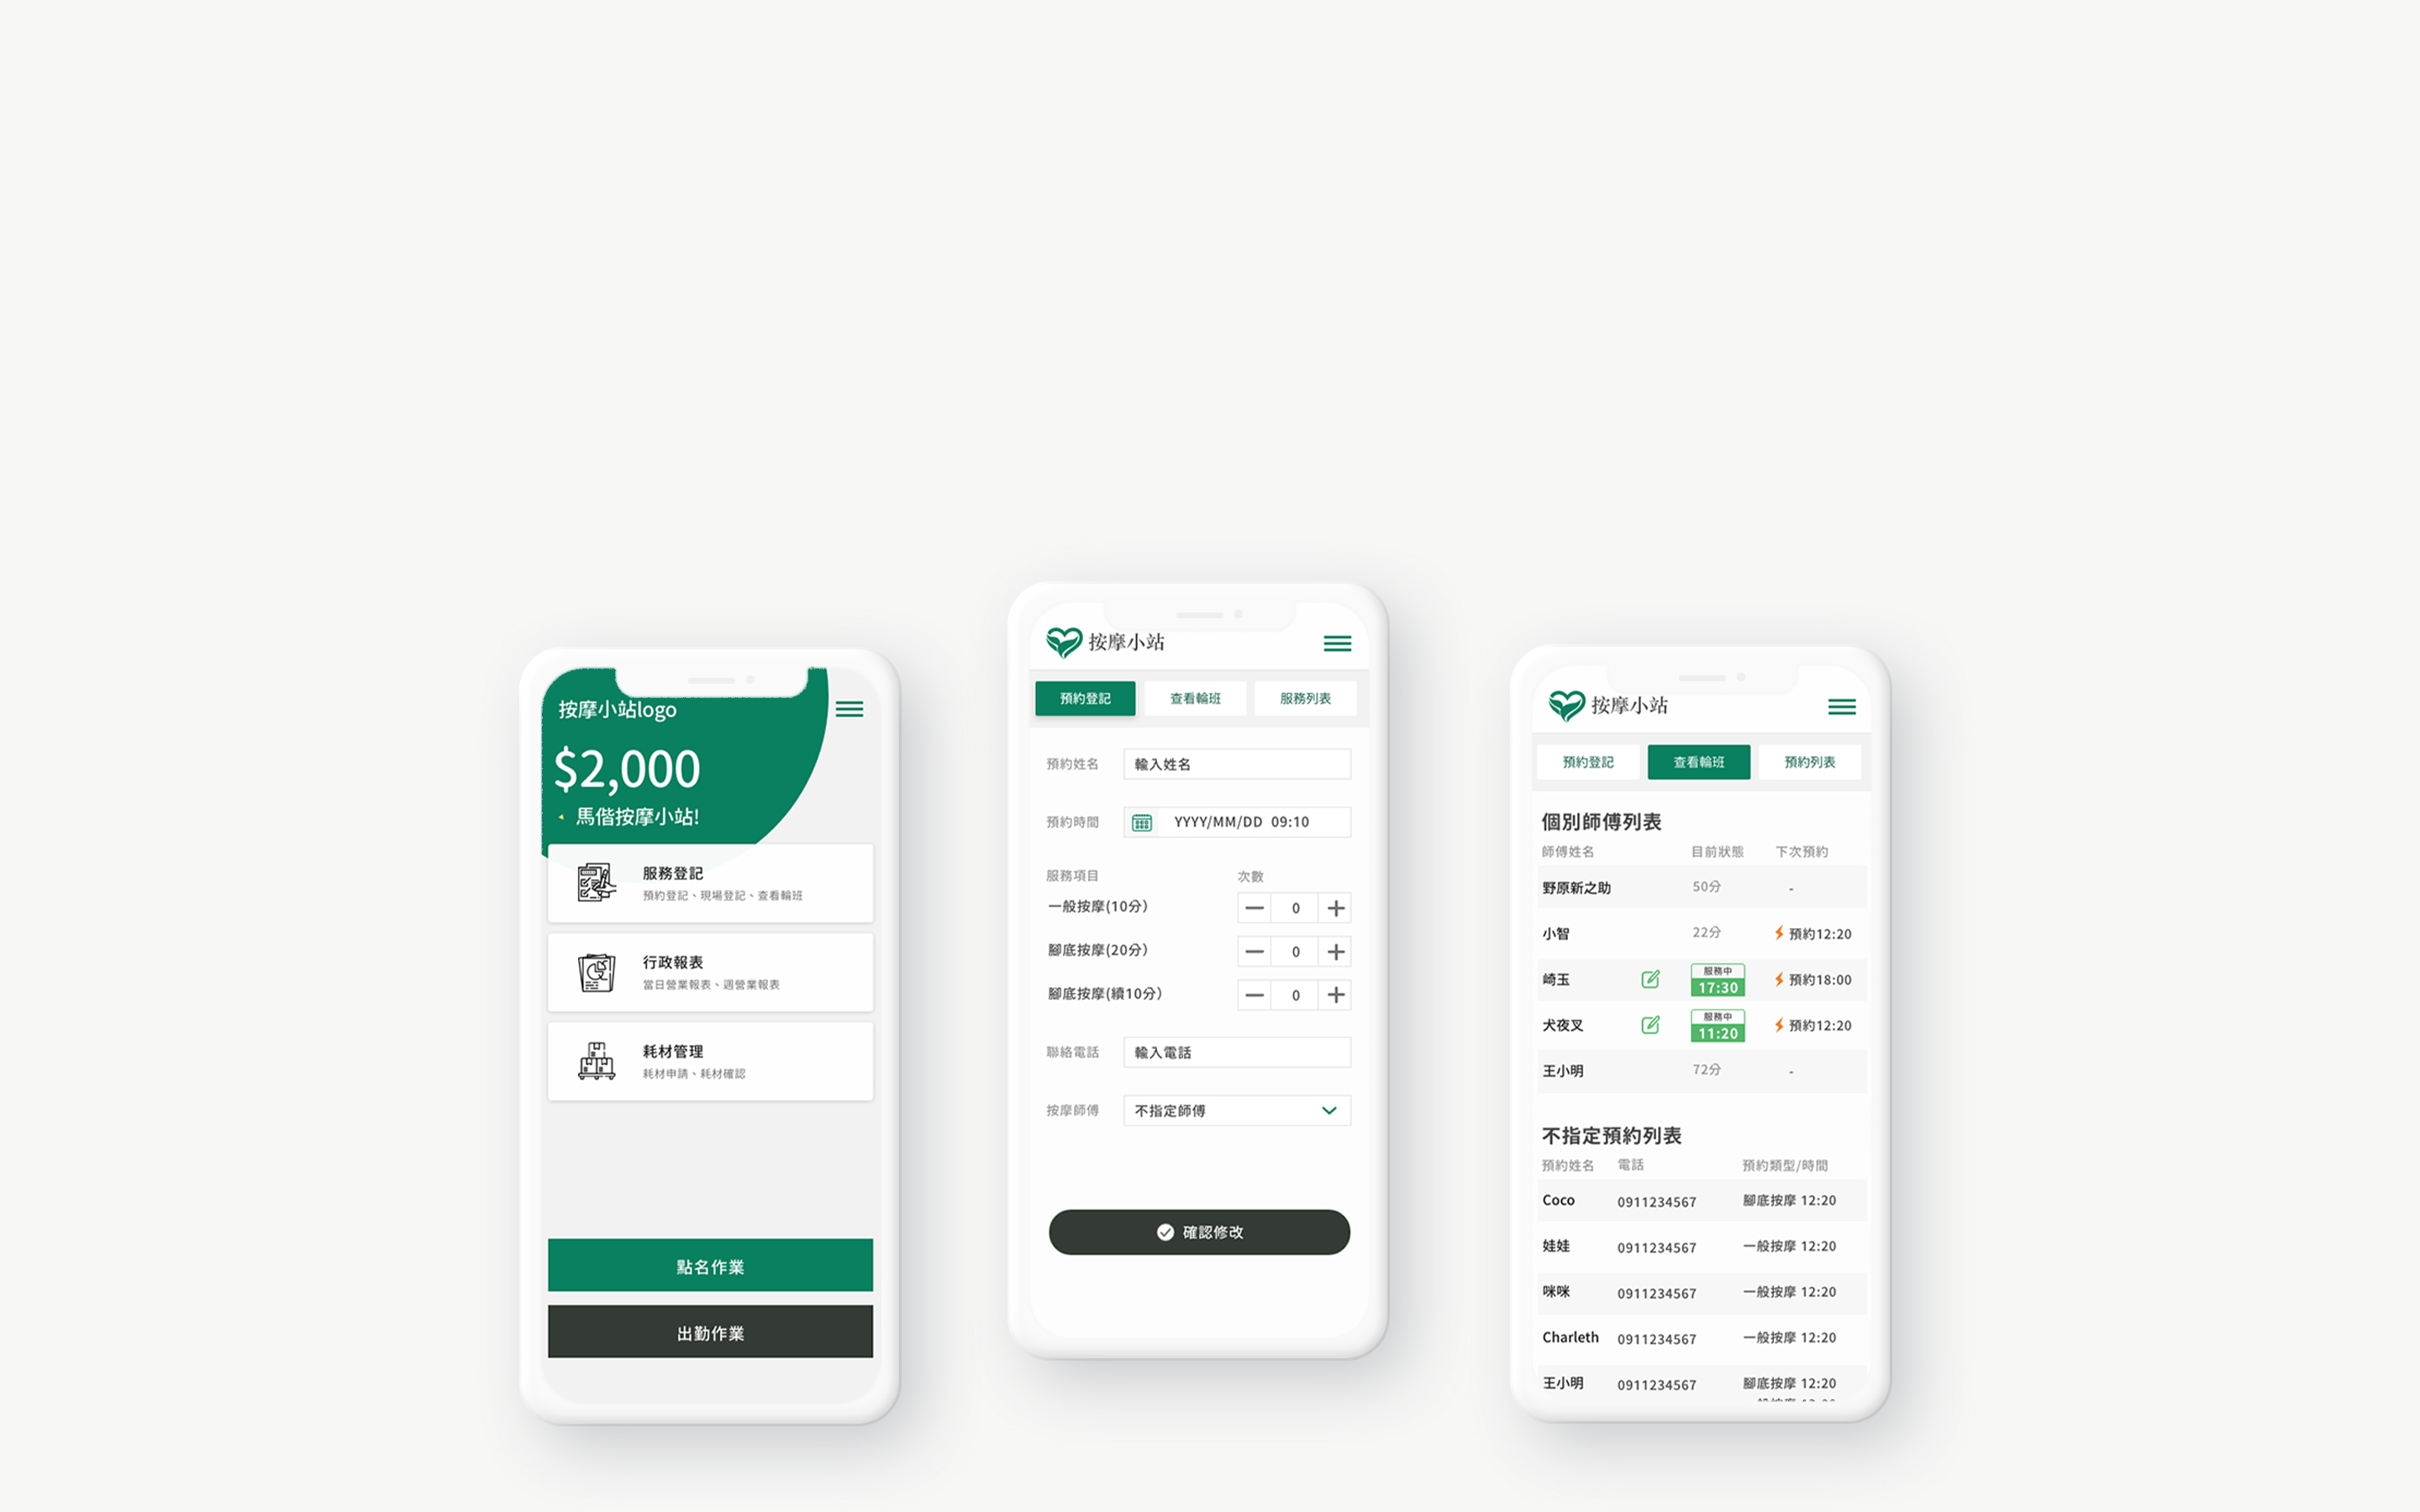 按摩小站logo
$2,000
馬偕按摩小站!
服務登記
預約登記、現場登記、查看輪班
行政報表
當日營業報表、週營業報表
耗材管理
耗材申請、耗材確認
點名作業
出勤作業
按摩小站
預約登記 查看輪班 服務列表
預約姓名 輸入姓名
預約時間 YYYY/MM/DD 09:10
服務項目 次數
一般按摩(10分) 0
腳底按摩(20分) 0
腳底按摩(續10分) 0
聯絡電話 輸入電話
按摩師傅 不指定師傅
確認修改
按摩小站
預約登記 查看輪班 預約列表
個別師傅列表
師傅姓名 目前狀態 下次預約
野原新之助 50分 -
小智 22分 預約12:20
崎玉 服務中 17:30 預約18:00
犬夜叉 服務中 11:20 預約12:20
王小明 72分 -
不指定預約列表
預約姓名 電話 預約類型/時間
Coco 0911234567 腳底按摩 12:20
娃娃 0911234567 一般按摩 12:20
咪咪 0911234567 一般按摩 12:20
Charleth 0911234567 一般按摩 12:20
王小明 0911234567 腳底按摩 12:20